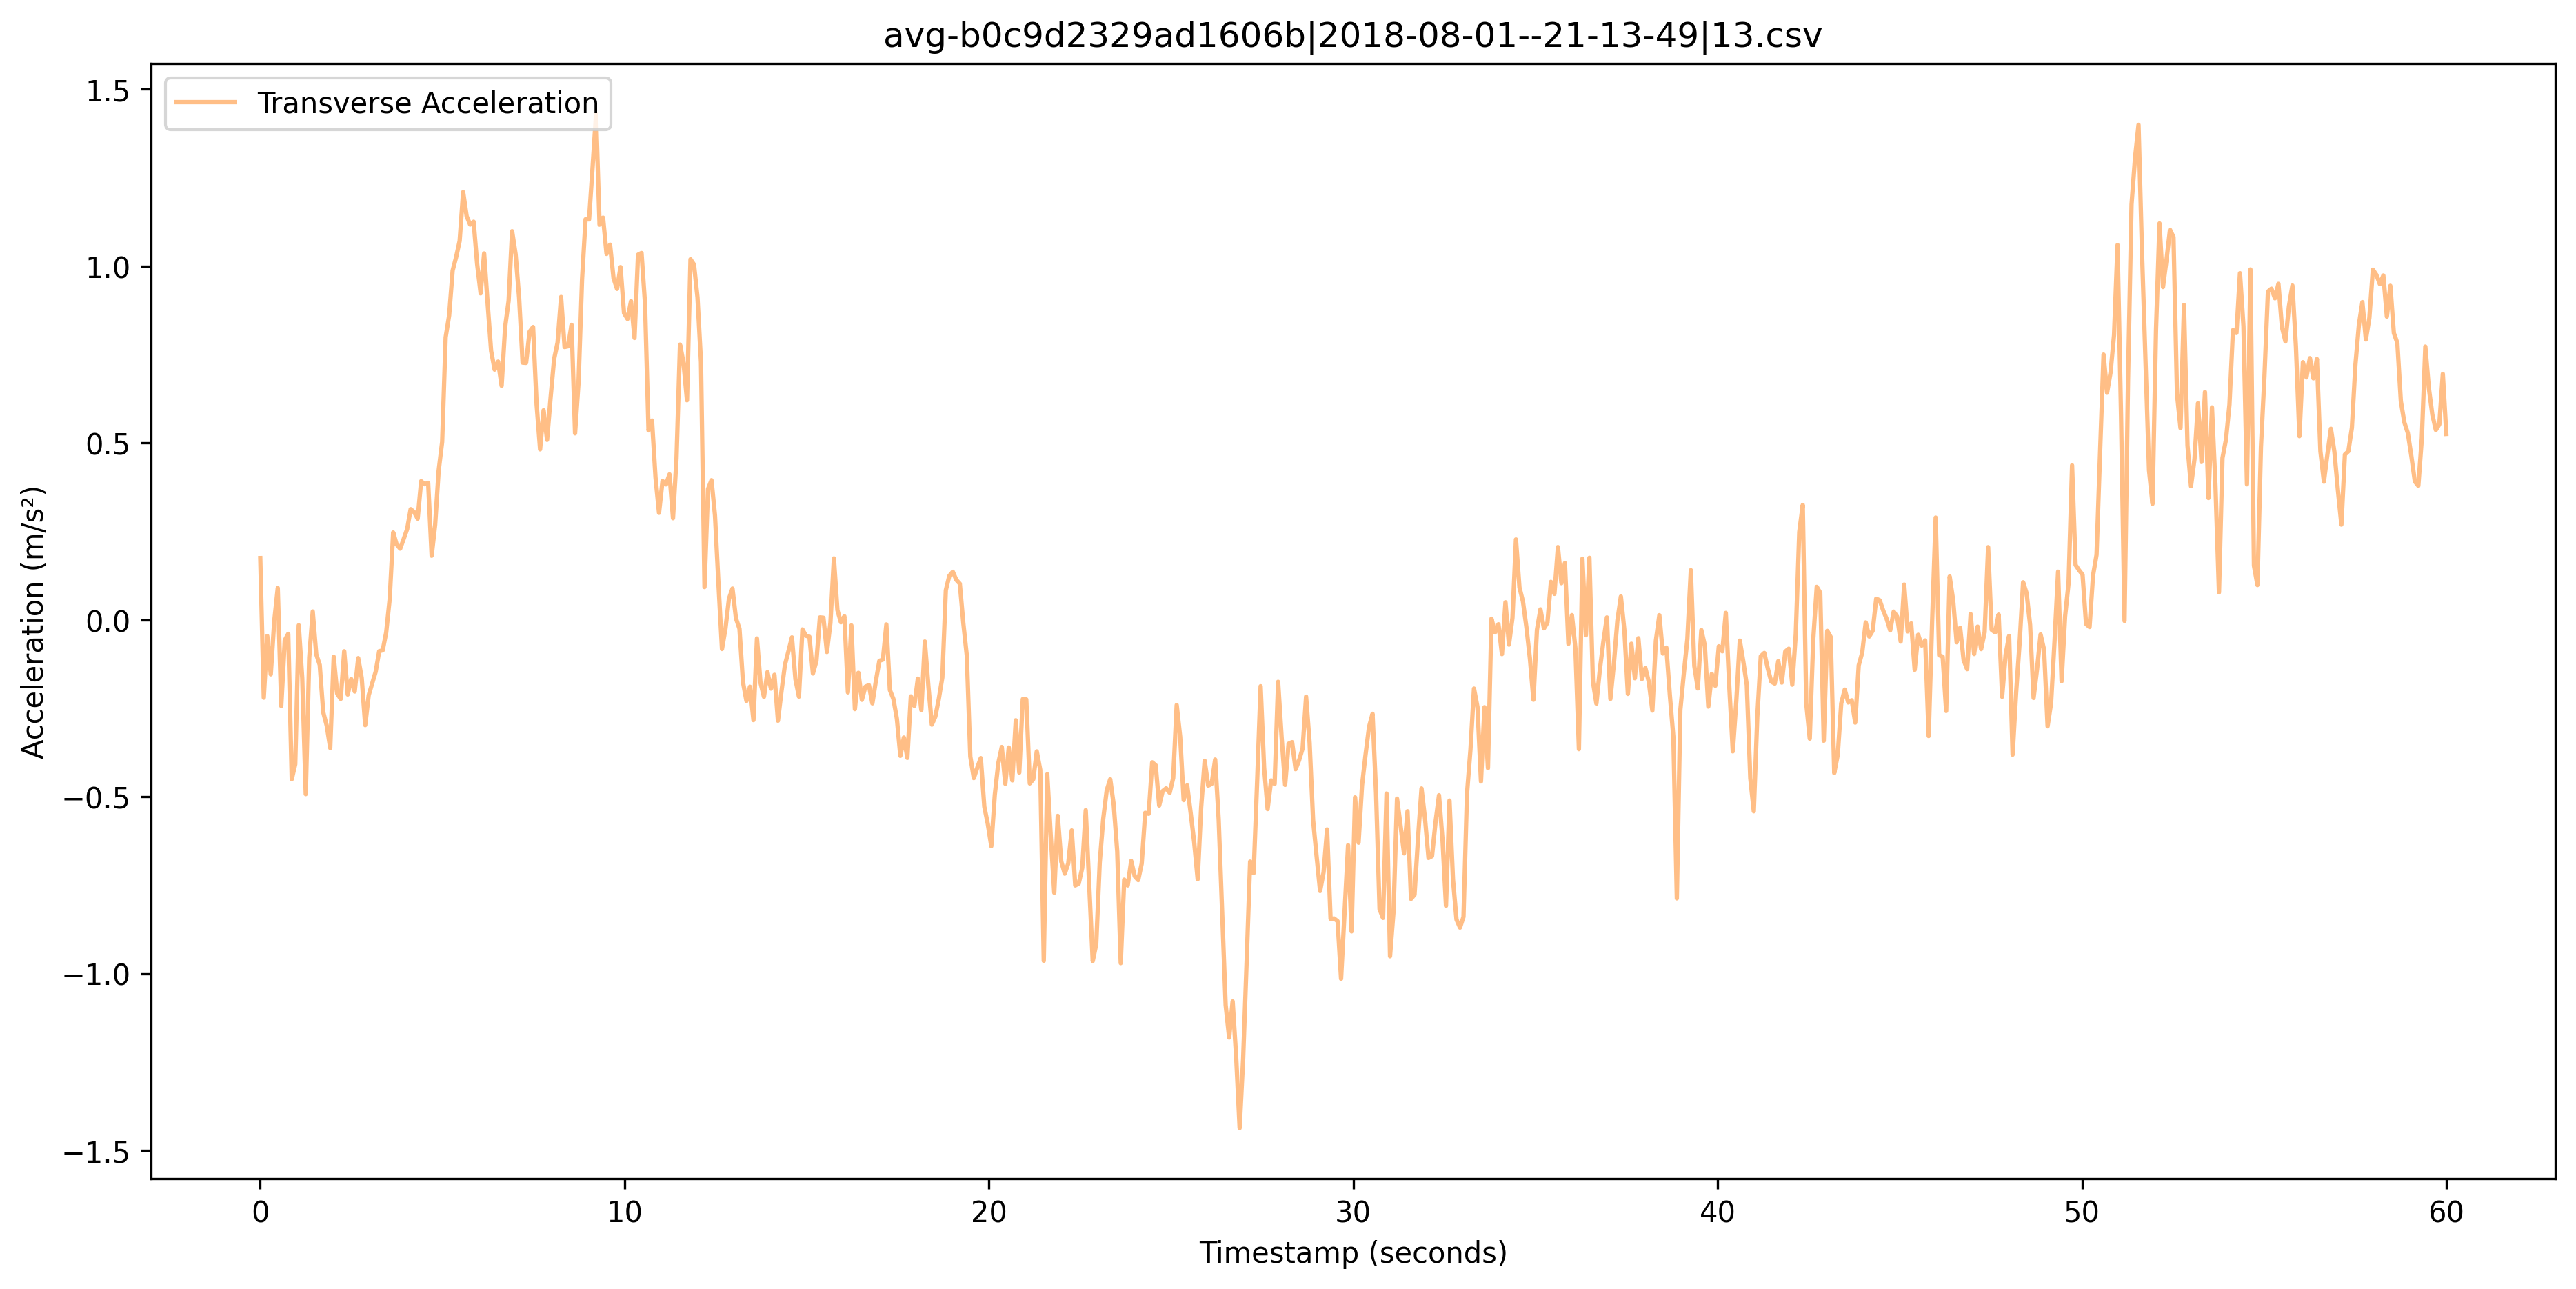 avg-b0c9d2329ad1606b|2018-08-01--21-13-49|13.csv
Transverse Acceleration
Acceleration (m/s²)
1.5
1.0
0.5
0.0
−0.5
−1.0
−1.5
0 10 20 30 40 50 60
Timestamp (seconds)